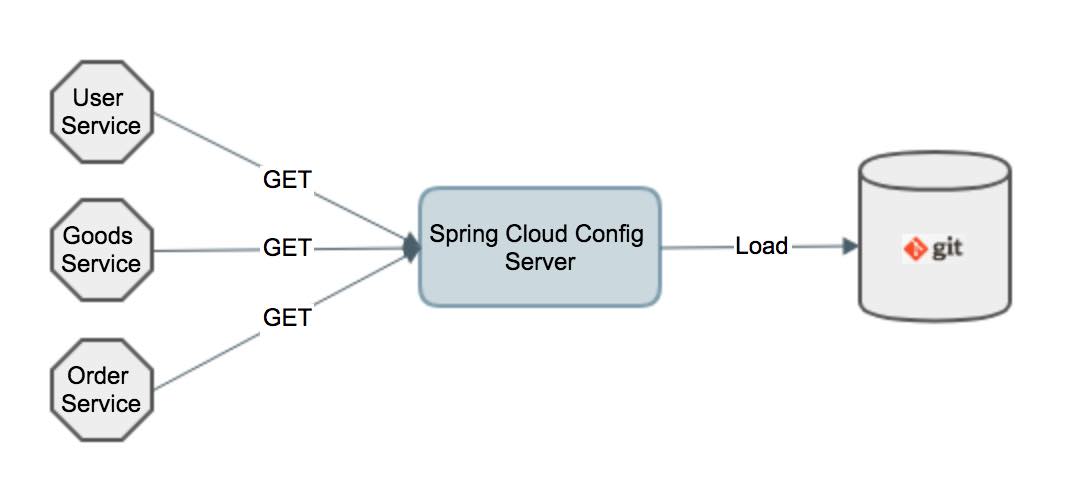 User
Service
GET
Goods
Service
GET
Spring Cloud Config
Server
Load
git
GET
Order
Service